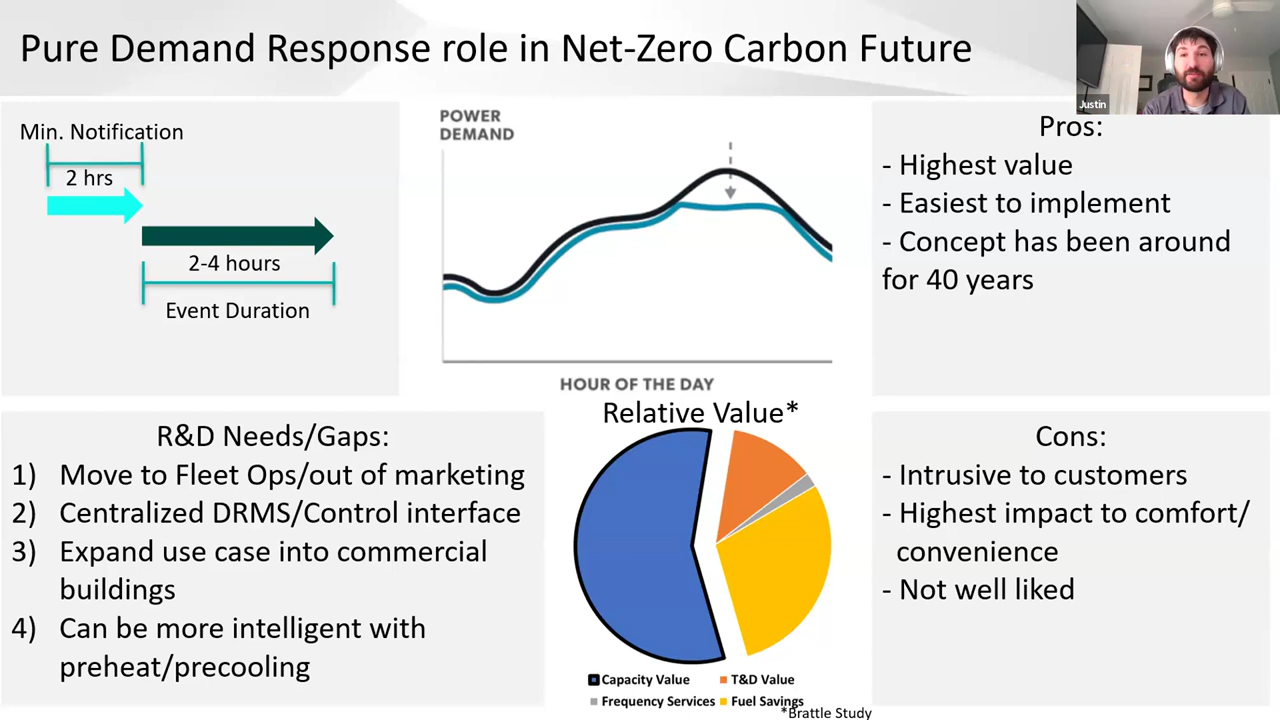 Pure Demand Response role in Net-Zero Carbon Future
Justin
Min. Notification
2 hrs
2-4 hours
Event Duration
POWER
DEMAND
HOUR OF THE DAY
Pros:
- Highest value
- Easiest to implement
- Concept has been around
for 40 years
R&D Needs/Gaps:
1) Move to Fleet Ops/out of marketing
2) Centralized DRMS/Control interface
3) Expand use case into commercial
buildings
4) Can be more intelligent with
preheat/precooling
Relative Value*
Capacity Value
T&D Value
Frequency Services
Fuel Savings
*Brattle Study
Cons:
- Intrusive to customers
- Highest impact to comfort/
convenience
- Not well liked